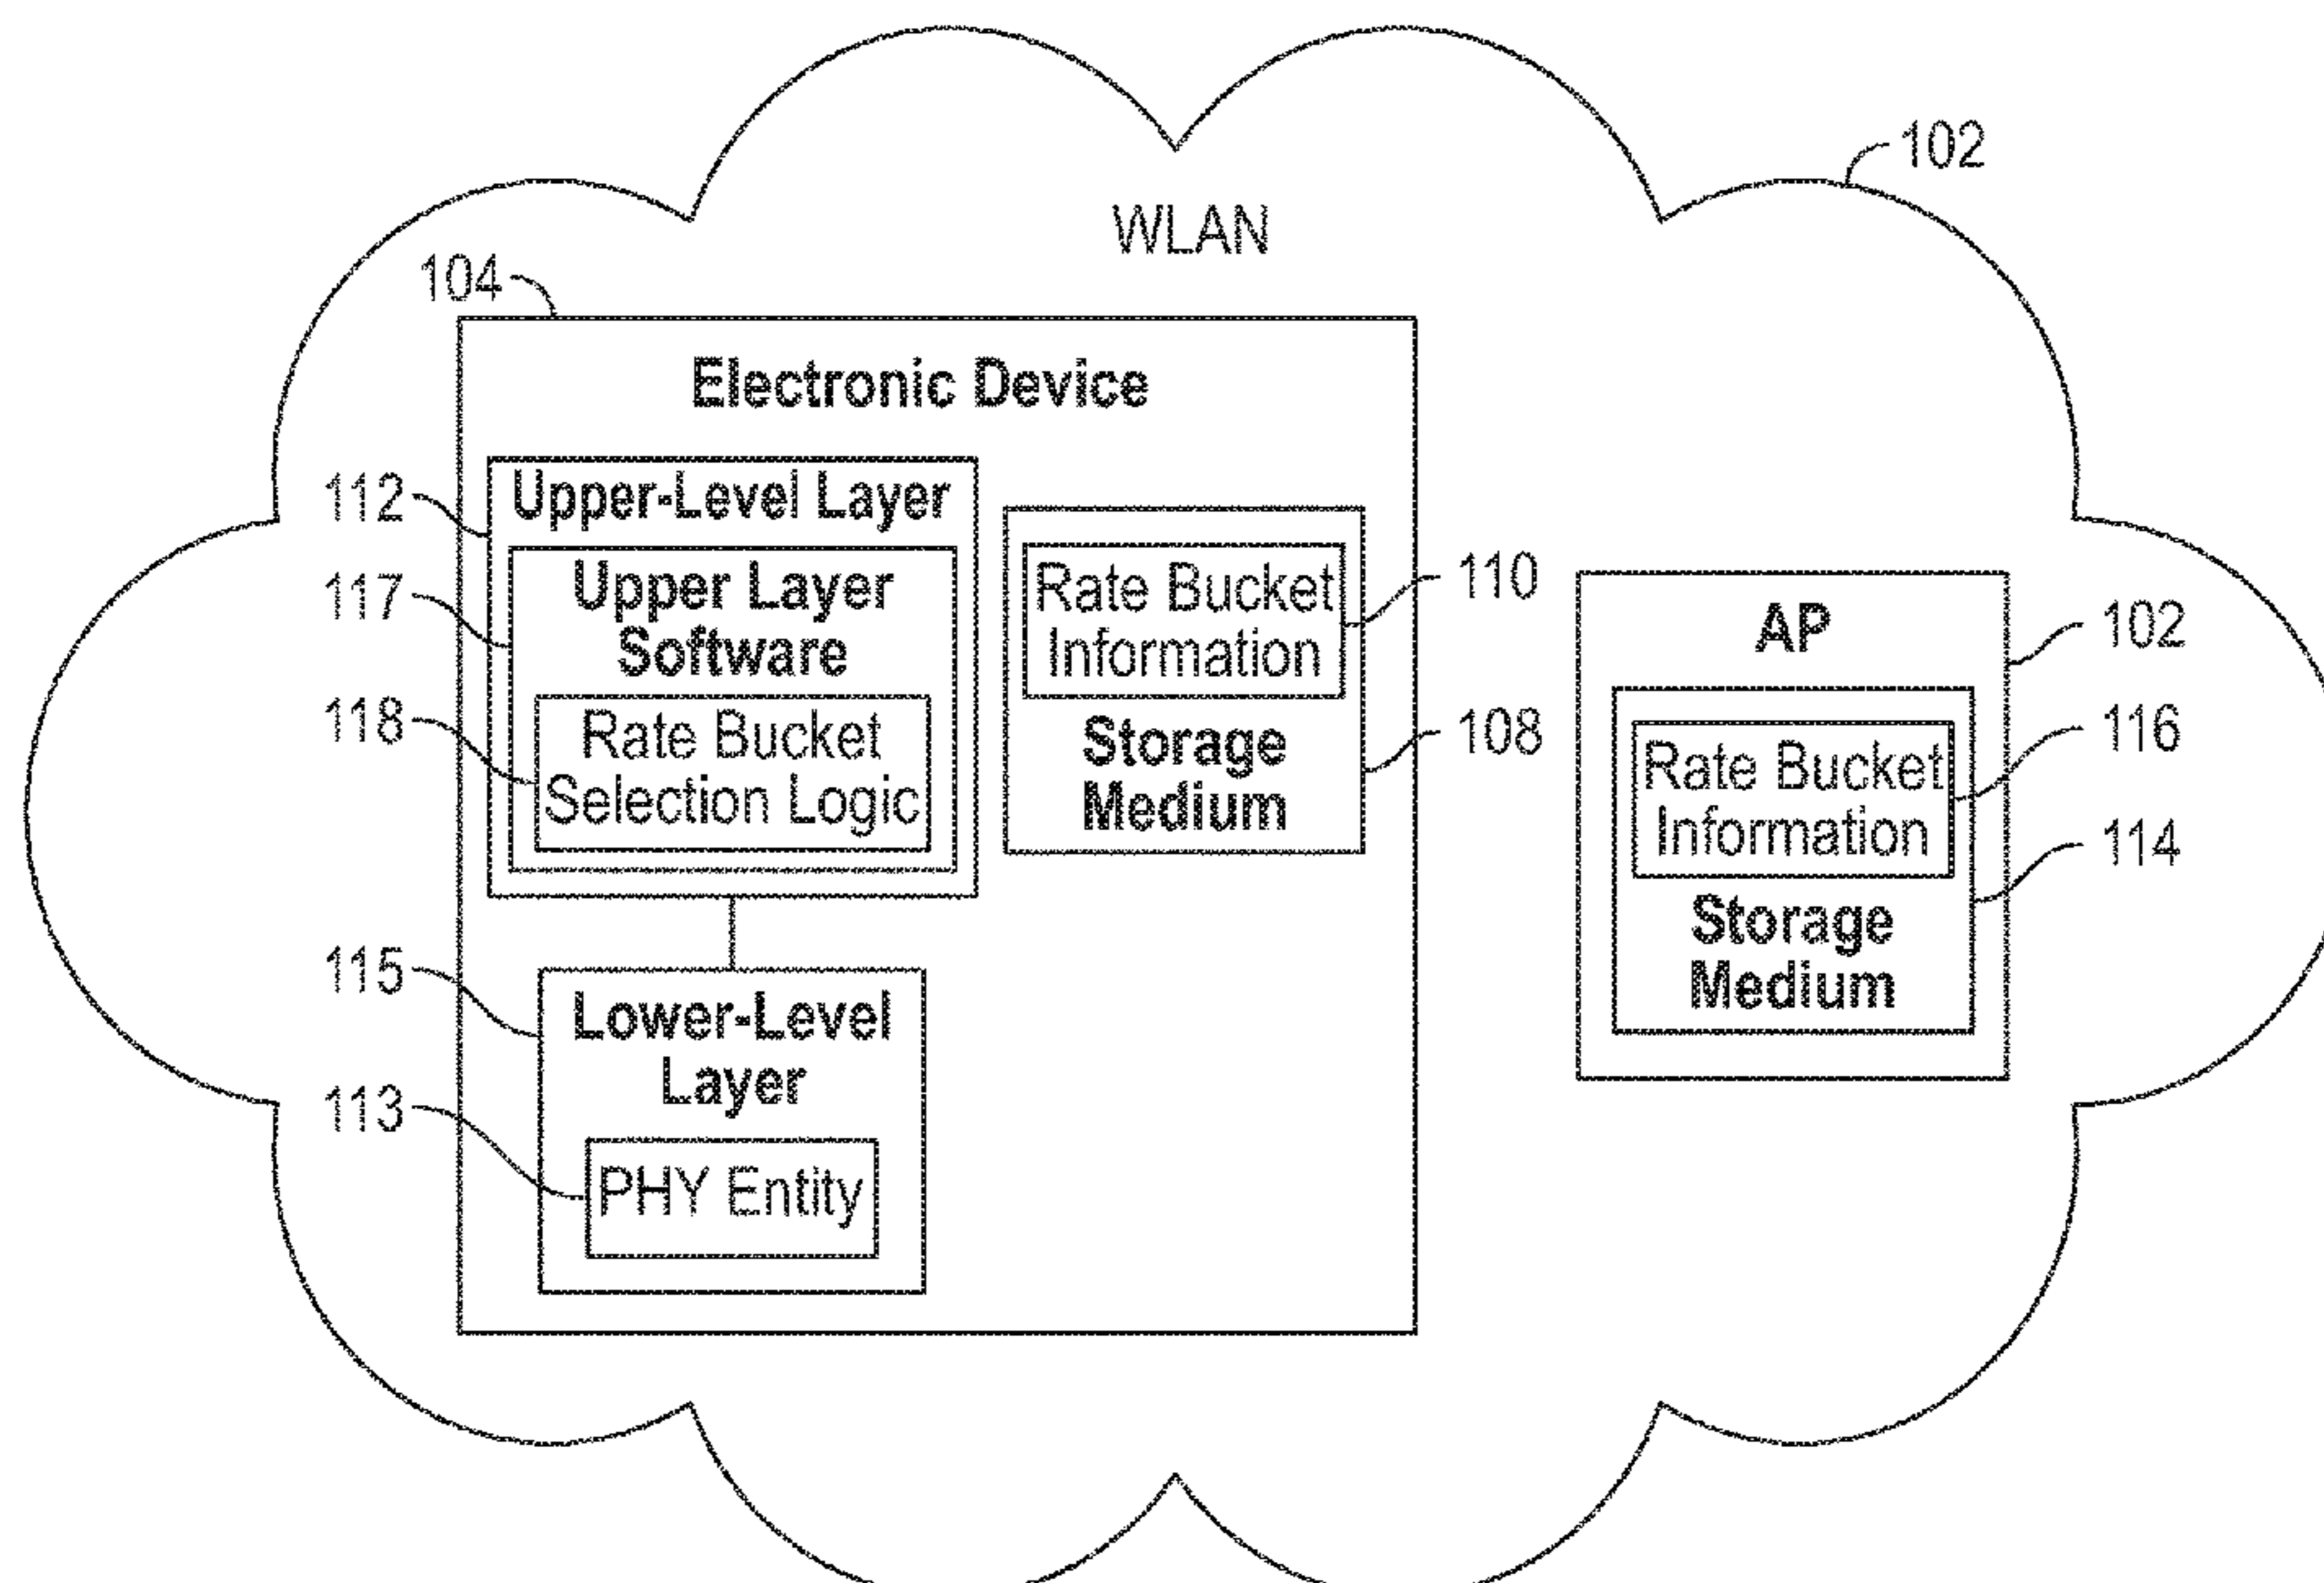 102
WLAN
104
Electronic Device
112
Upper-Level Layer
117
Upper Layer
Software
118
Rate Bucket
Selection Logic
Rate Bucket
Information
110
Storage
Medium
108
AP
102
Rate Bucket
Information
116
114
Storage
Medium
115
Lower-Level
Layer
113
PHY Entity